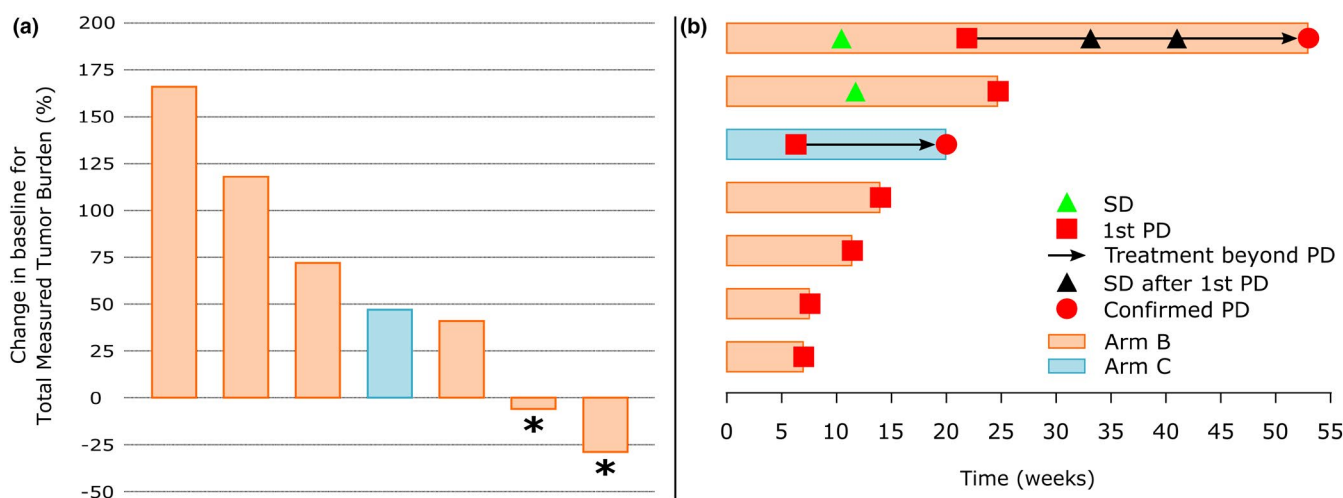 (a)
Change in baseline for
Total Measured Tumor Burden (%)
200
175
150
125
100
75
50
25
0
-25
-50
*
*
(b)
SD
1st PD
Treatment beyond PD
SD after 1st PD
Confirmed PD
Arm B
Arm C
0 5 10 15 20 25 30 35 40 45 50 55
Time (weeks)